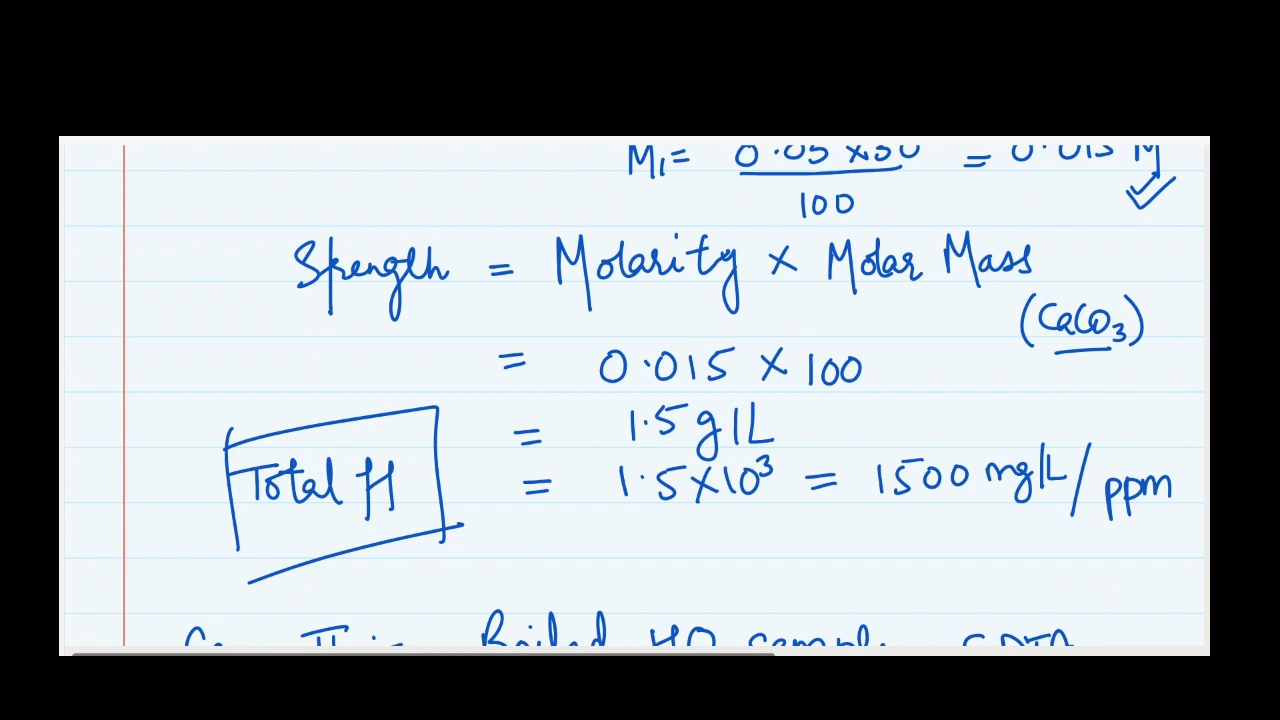 M₁ = 0.05 × 30 = 0.015 M
100
Strength = Molarity × Molar Mass
(CaCO₃)
= 0.015 × 100
= 1.5 g/L
Total H = 1.5 × 10³ = 1500 mg/L / ppm
Boiled